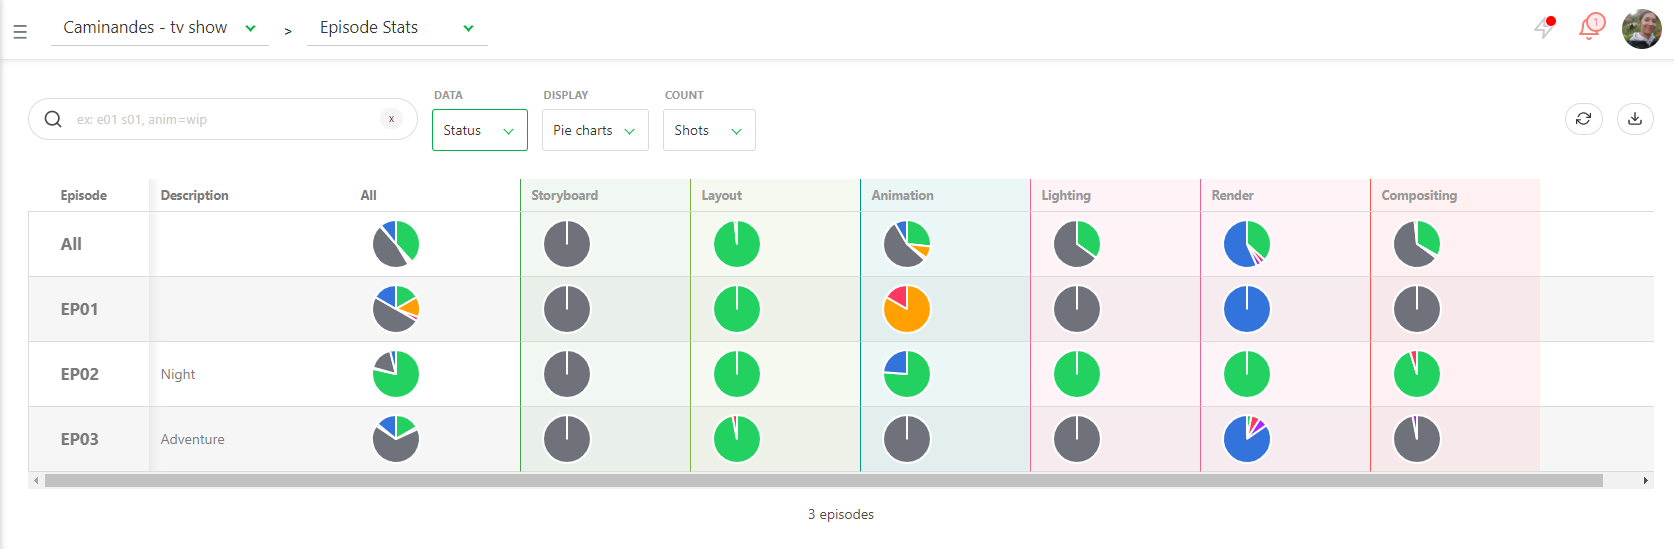 Caminandes - tv show > Episode Stats
1
DATA DISPLAY COUNT
ex: e01 s01, anim=wip x Status Pie charts Shots
Episode Description All Storyboard Layout Animation Lighting Render Compositing
All
EP01
EP02 Night
EP03 Adventure
3 episodes